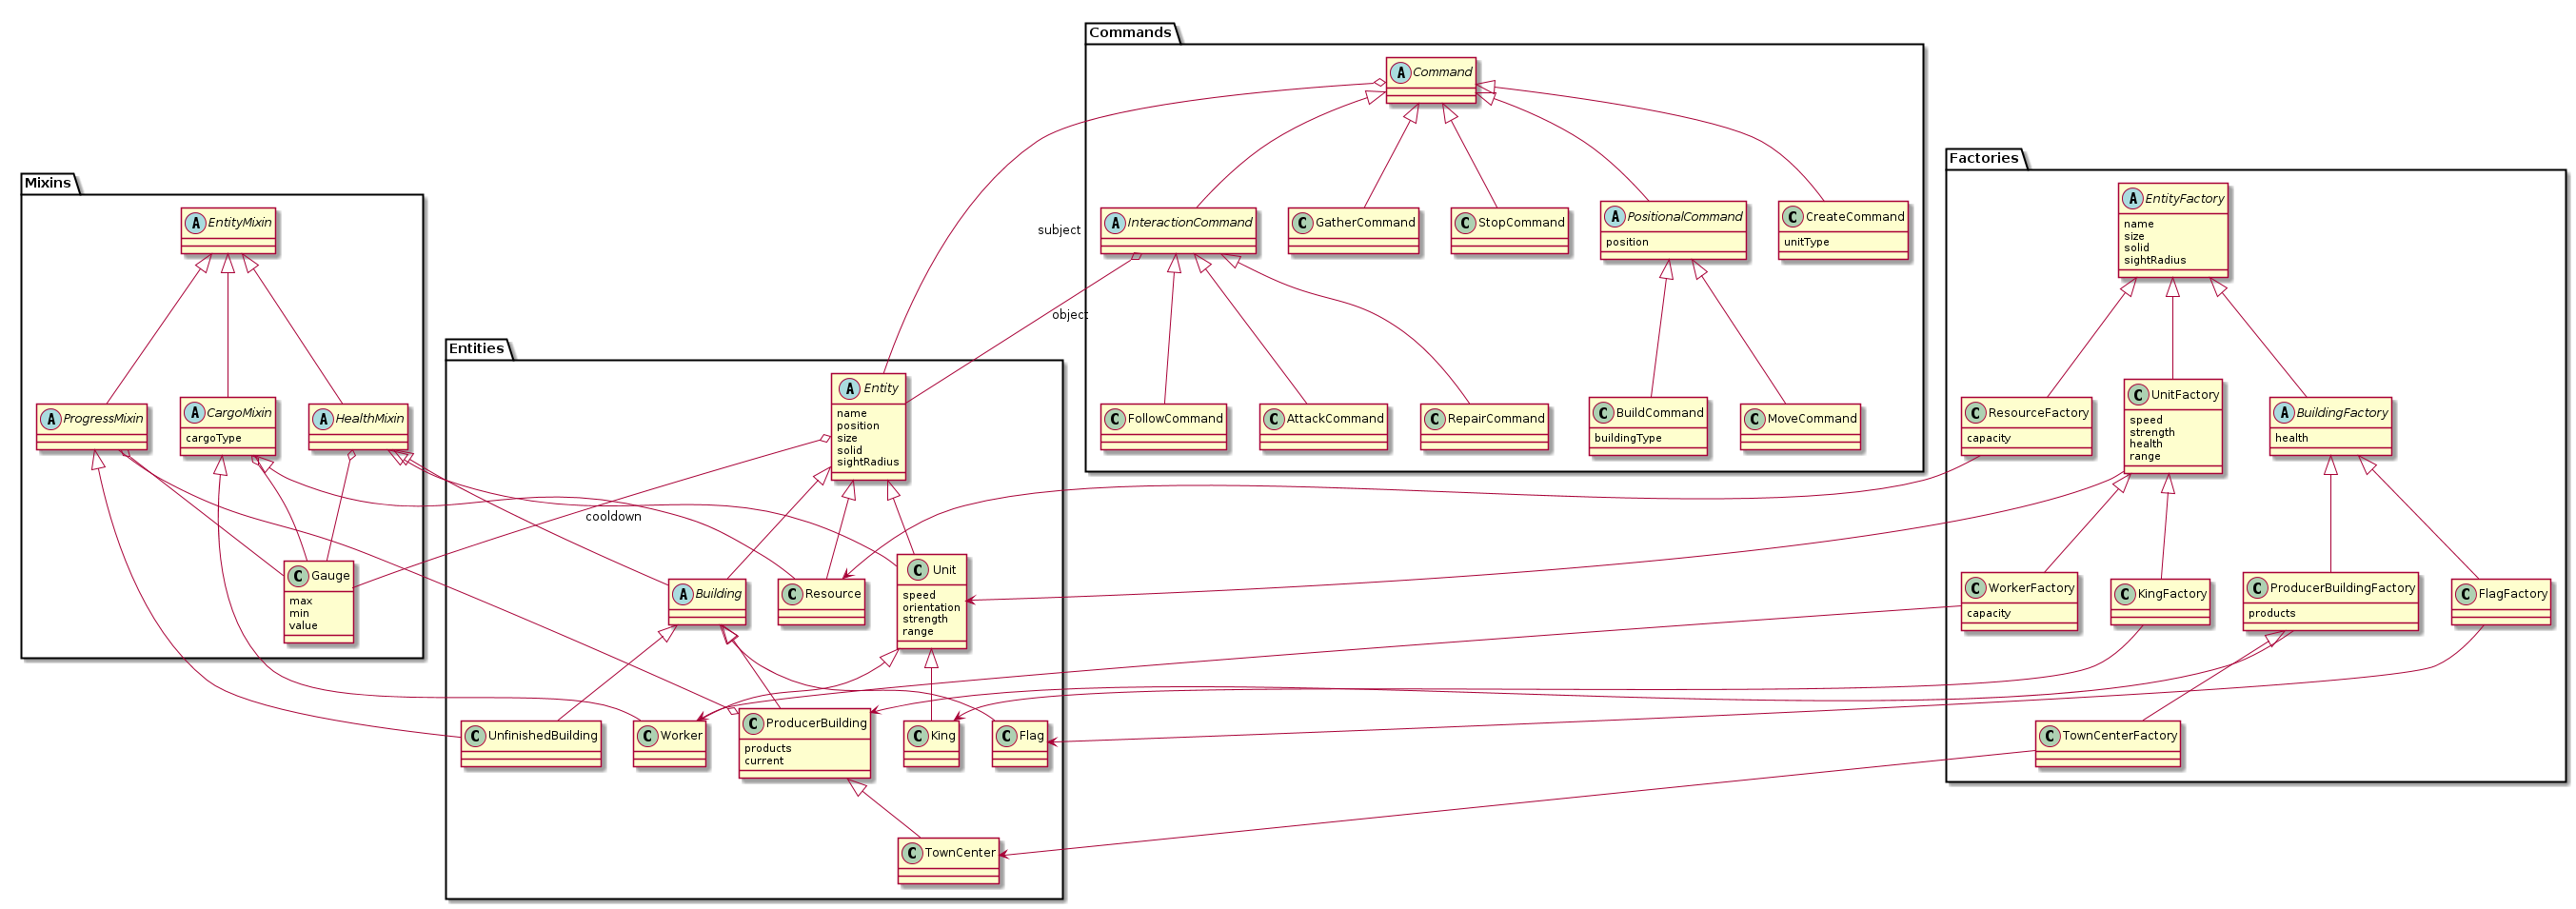 Commands
A Command
subject
A InteractionCommand
C GatherCommand
C StopCommand
A PositionalCommand
position
C CreateCommand
unitType
object
C FollowCommand
C AttackCommand
C RepairCommand
C BuildCommand
buildingType
C MoveCommand
Mixins
A EntityMixin
A ProgressMixin
A CargoMixin
cargoType
A HealthMixin
C Gauge
max
min
value
Entities
A Entity
name
position
size
solid
sightRadius
cooldown
A Building
C Resource
C Unit
speed
orientation
strength
range
C UnfinishedBuilding
C Worker
C ProducerBuilding
products
current
C King
C Flag
C TownCenter
Factories
A EntityFactory
name
size
solid
sightRadius
C ResourceFactory
capacity
C UnitFactory
speed
strength
health
range
A BuildingFactory
health
C WorkerFactory
capacity
C KingFactory
C ProducerBuildingFactory
products
C FlagFactory
C TownCenterFactory